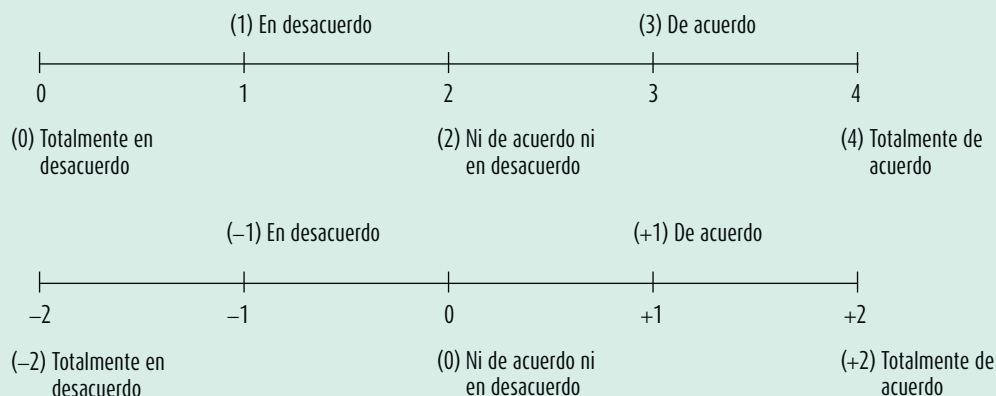 (1) En desacuerdo (3) De acuerdo
0 1 2 3 4
(0) Totalmente en (2) Ni de acuerdo ni (4) Totalmente de
desacuerdo en desacuerdo acuerdo
(–1) En desacuerdo (+1) De acuerdo
–2 –1 0 +1 +2
(–2) Totalmente en (0) Ni de acuerdo ni (+2) Totalmente de
desacuerdo en desacuerdo acuerdo